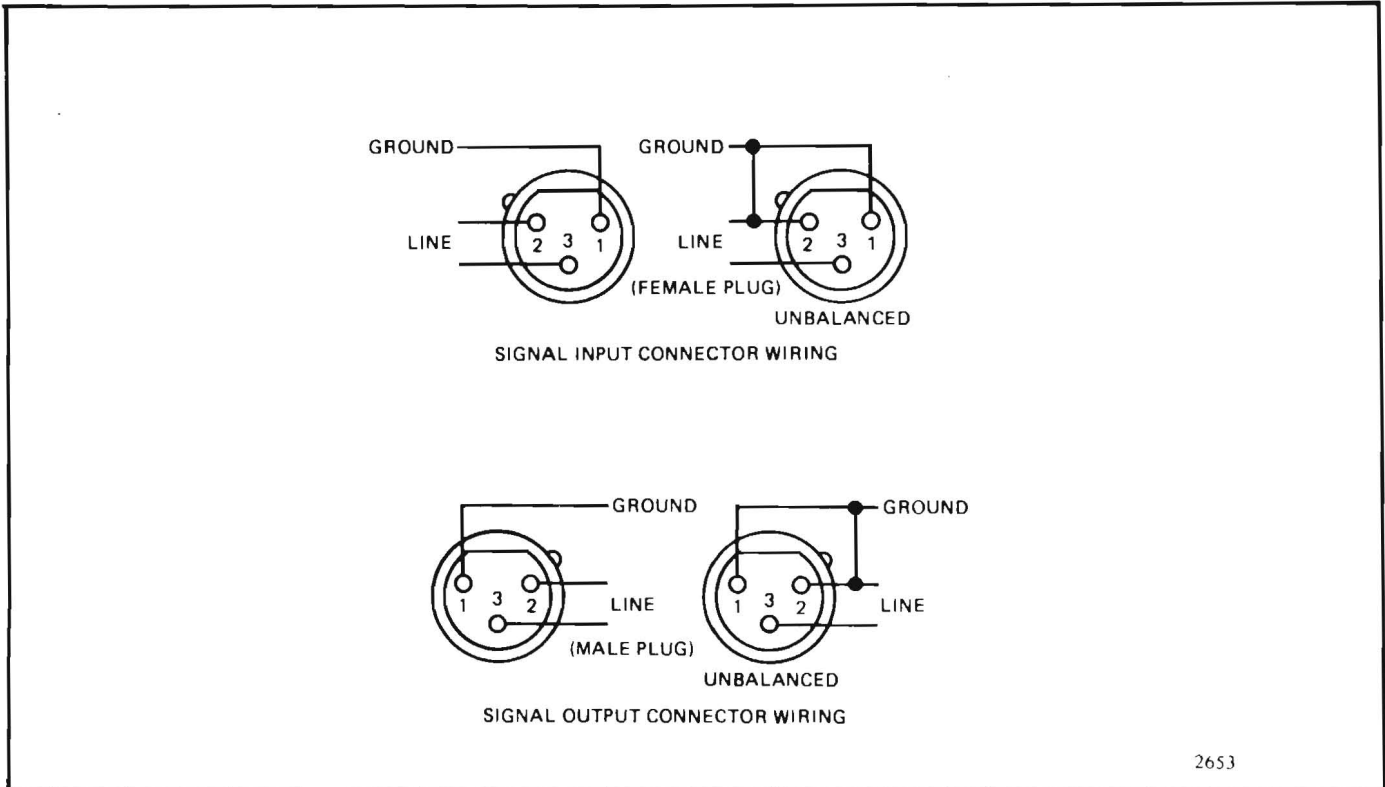 GROUND GROUND
LINE 2 3 1 LINE 2 3 1
(FEMALE PLUG)
UNBALANCED
SIGNAL INPUT CONNECTOR WIRING
GROUND GROUND
1 3 2 LINE 1 3 2 LINE
(MALE PLUG)
UNBALANCED
SIGNAL OUTPUT CONNECTOR WIRING
2653